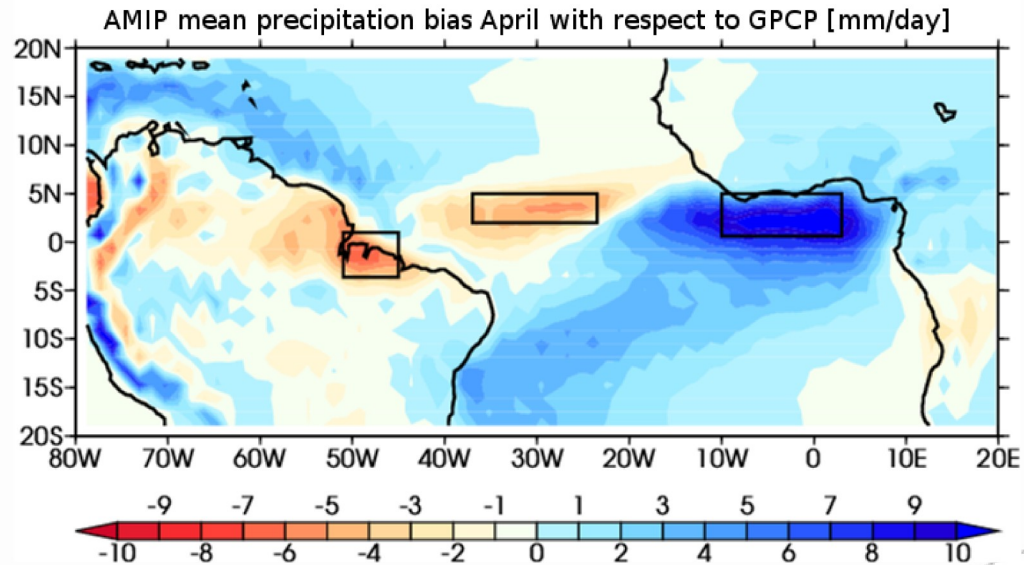 AMIP mean precipitation bias April with respect to GPCP [mm/day]
20N
15N
10N
5N
0
5S
10S
15S
20S
80W 70W 60W 50W 40W 30W 20W 10W 0 10E 20E
-9 -7 -5 -3 -1 1 3 5 7 9
-10 -8 -6 -4 -2 0 2 4 6 8 10